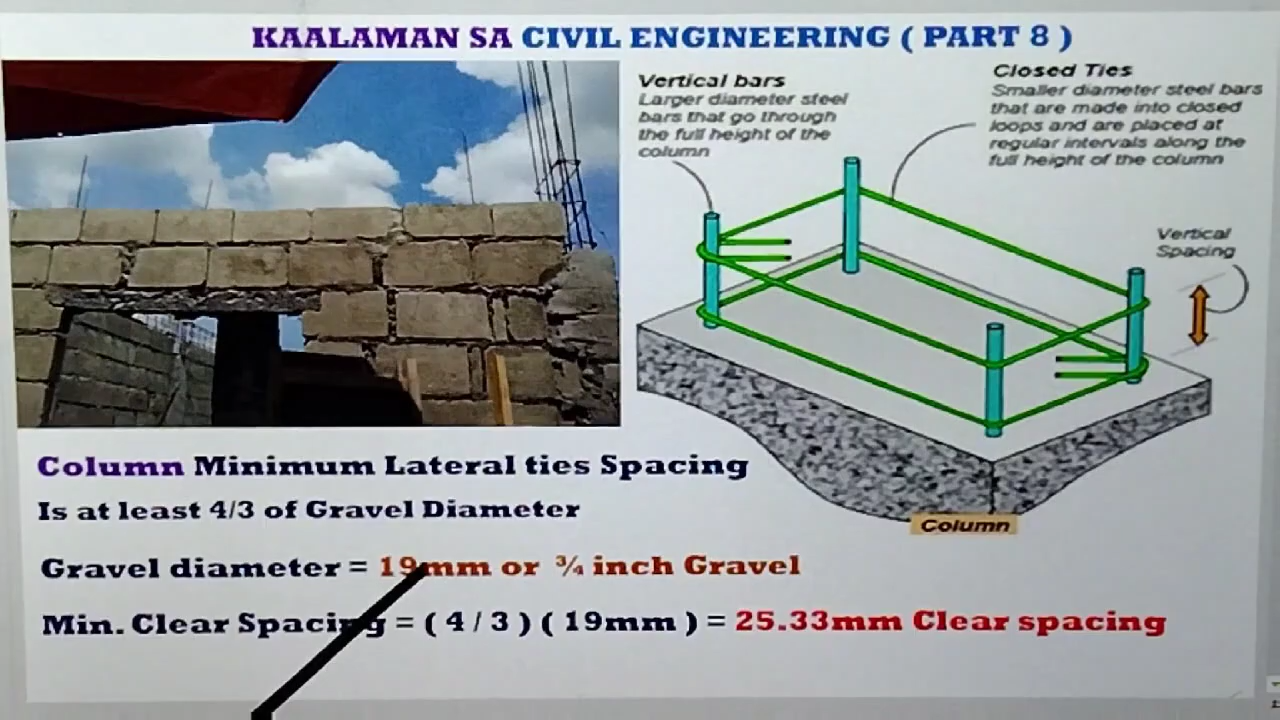 KAALAMAN SA CIVIL ENGINEERING ( PART 8 )
Vertical bars
Larger diameter steel
bars that go through
the full height of the
column
Closed Ties
Smaller diameter steel bars
that are made into closed
loops and are placed at
regular intervals along the
full height of the column
Vertical
Spacing
Column
Column Minimum Lateral ties Spacing
Is at least 4/3 of Gravel Diameter
Gravel diameter = 19mm or ¾ inch Gravel
Min. Clear Spacing = ( 4 / 3 ) ( 19mm ) = 25.33mm Clear spacing